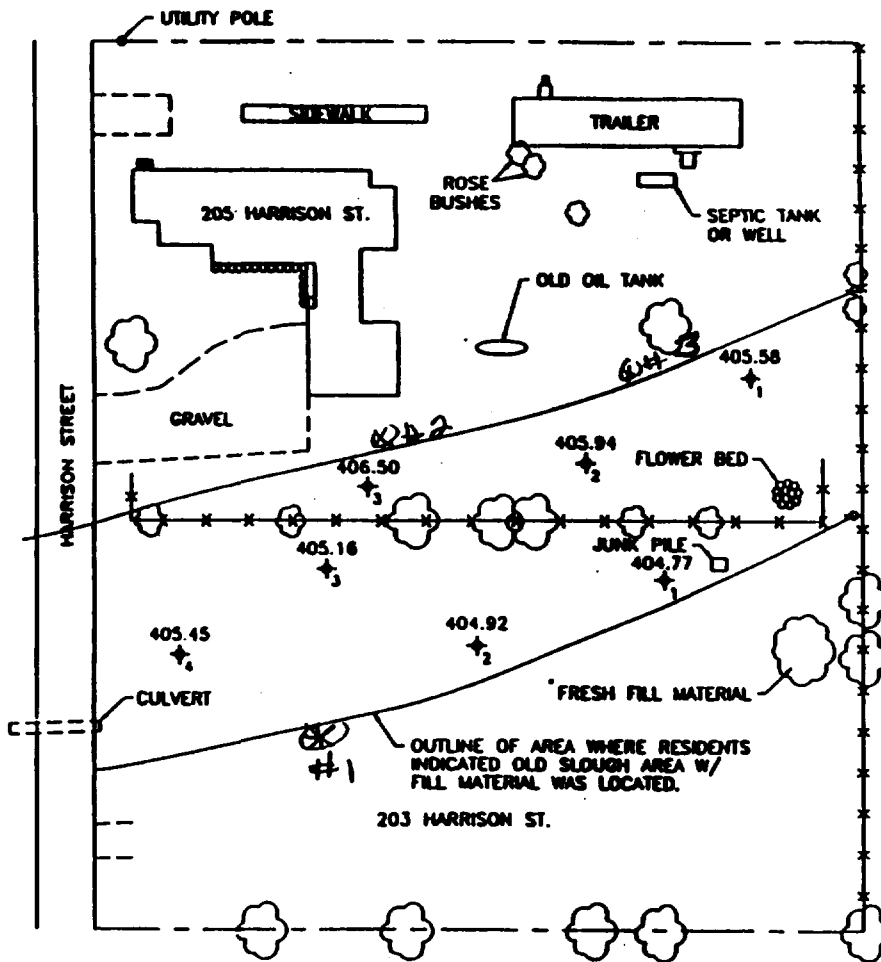 UTILITY POLE
SIDEWALK
TRAILER
ROSE
BUSHES
205 HARRISON ST.
SEPTIC TANK
OR WELL
OLD OIL TANK
#3
405.58
1
GRAVEL
#2
405.94
2
FLOWER BED
406.50
3
HARRISON STREET
JUNK PILE
405.16
3
404.77
1
405.45
4
404.92
2
CULVERT
FRESH FILL MATERIAL
#1
OUTLINE OF AREA WHERE RESIDENTS
INDICATED OLD SLOUGH AREA W/
FILL MATERIAL WAS LOCATED.
203 HARRISON ST.